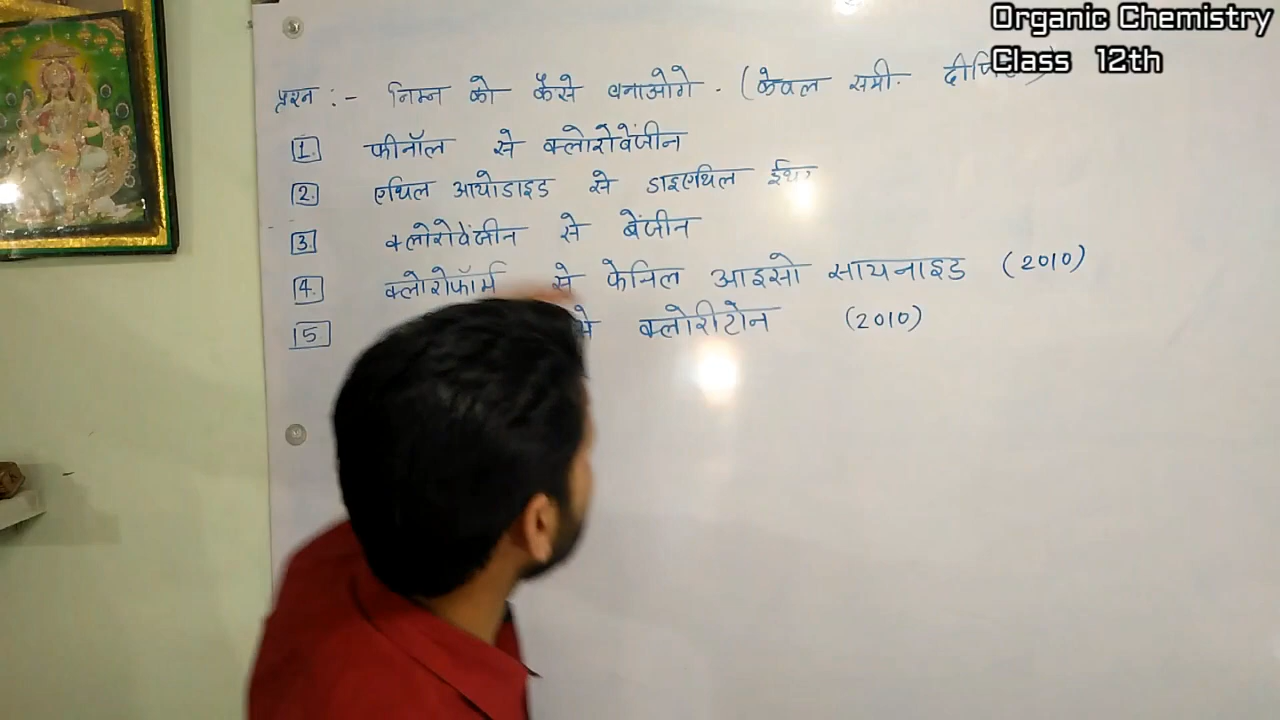 Organic Chemistry
Class 12th
प्रश्न :- निम्न को कैसे बनाओगे . (केवल समी.
1. फीनॉल से क्लोरोबेंजीन
2. एथिल आयोडाइड से डाइएथिल ईथर
3. क्लोरोबेंजीन से बेंजीन
4. क्लोरोफॉर्म से फेनिल आइसो सायनाइड (2010)
5 से क्लोरीटोन (2010)